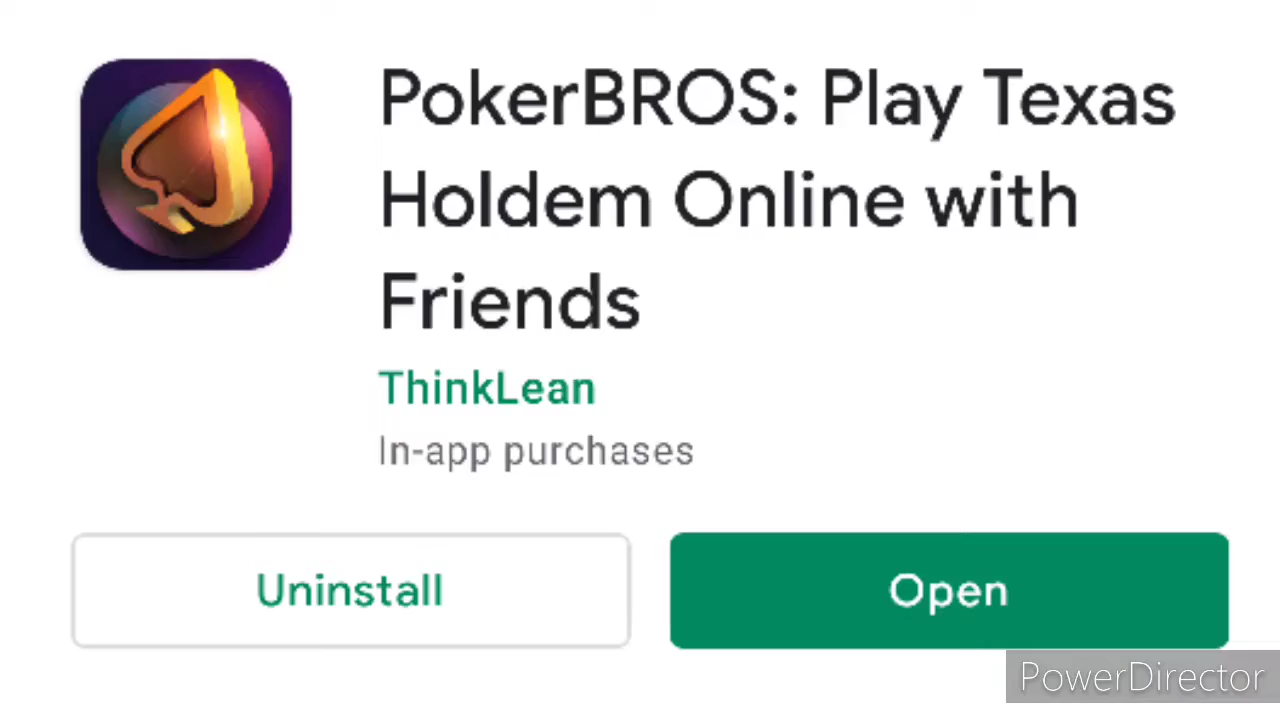 PokerBROS: Play Texas
Holdem Online with
Friends
ThinkLean
In-app purchases
Uninstall
Open
PowerDirector